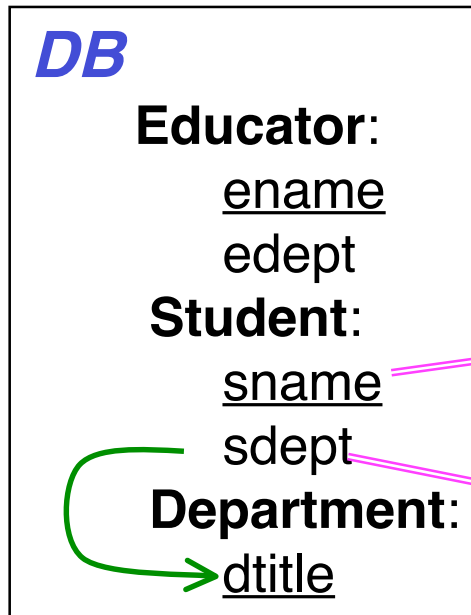 DB
Educator:
ename
edept
Student:
sname
sdept
Department:
dtitle